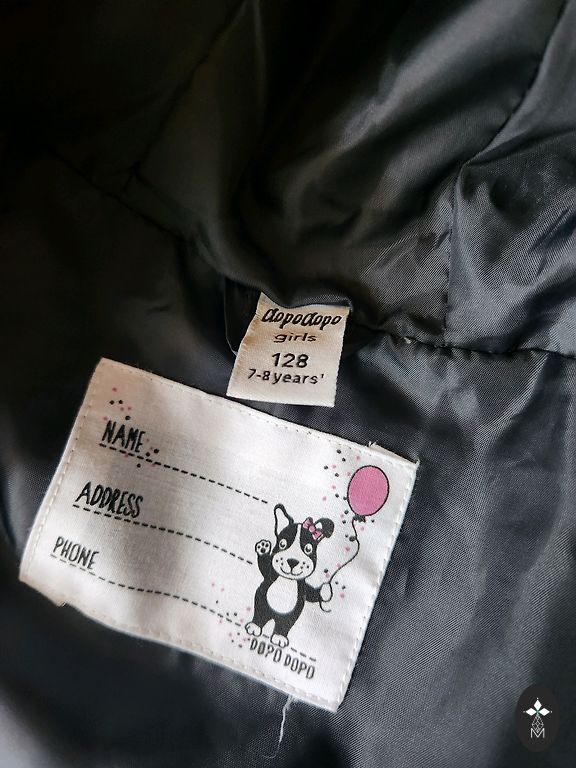 dopodopo
girls
128
7-8 years'
NAME
ADDRESS
PHONE
DOPO DOPO
M